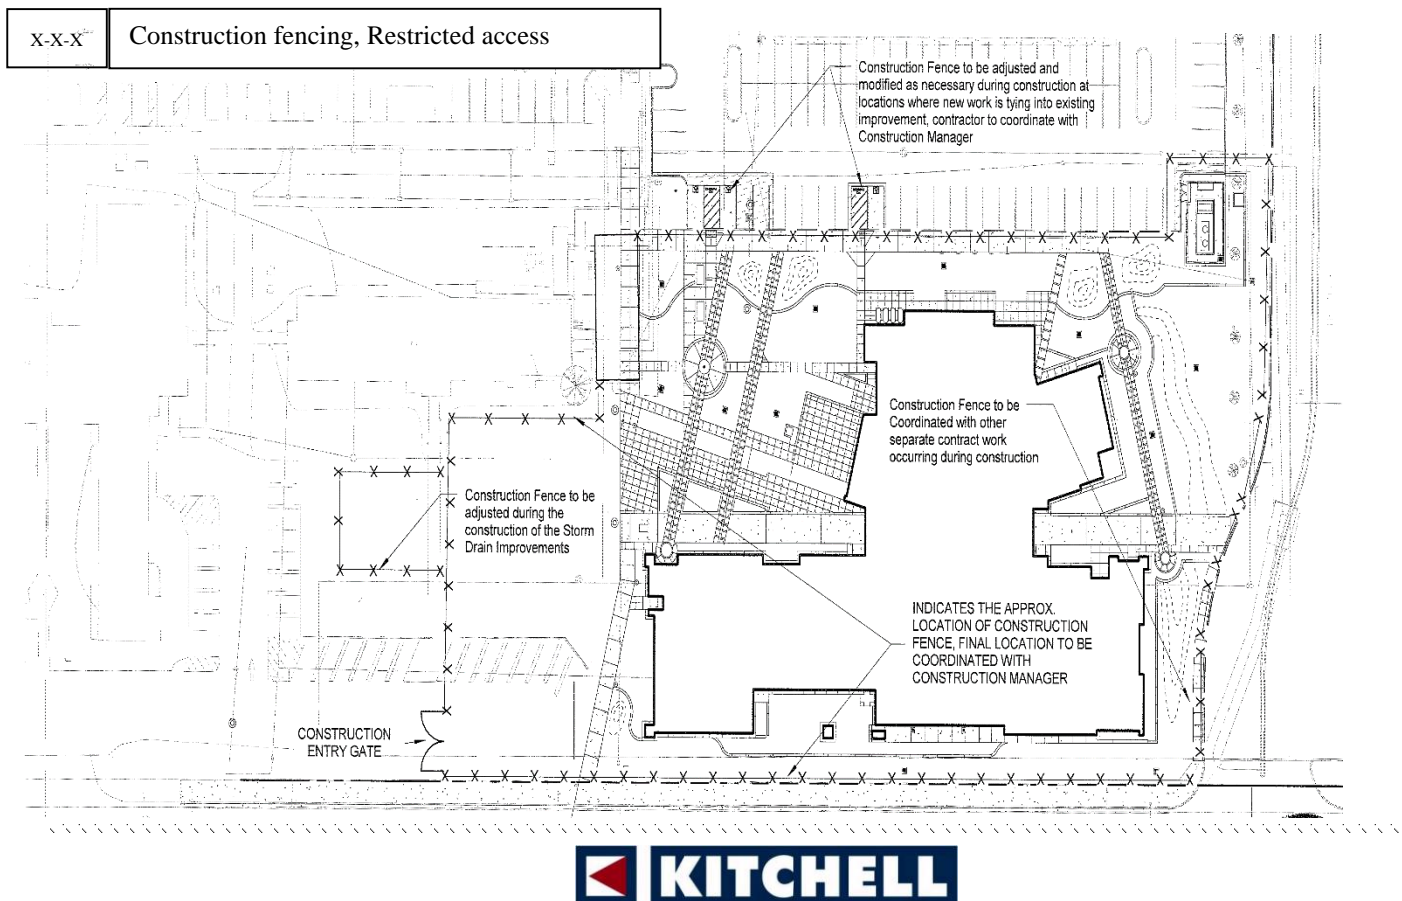 X-X-X
Construction fencing, Restricted access
Construction Fence to be adjusted and
modified as necessary during construction at
locations where new work is tying into existing
improvement, contractor to coordinate with
Construction Manager
Construction Fence to be
Coordinated with other
separate contract work
occurring during construction
Construction Fence to be
adjusted during the
construction of the Storm
Drain Improvements
INDICATES THE APPROX.
LOCATION OF CONSTRUCTION
FENCE, FINAL LOCATION TO BE
COORDINATED WITH
CONSTRUCTION MANAGER
CONSTRUCTION
ENTRY GATE
KITCHELL